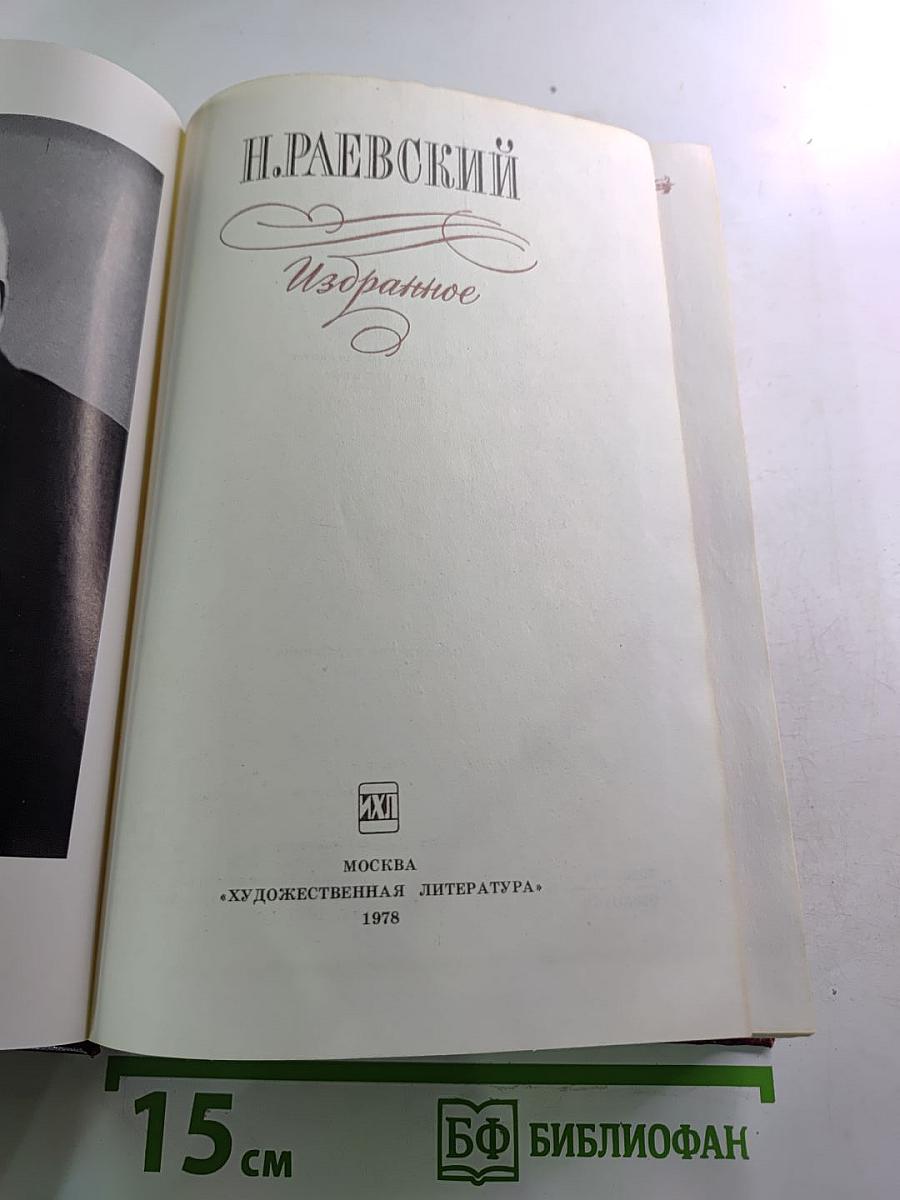 Н.РАЕВСКИЙ
Избранное
ИХЛ
МОСКВА
«ХУДОЖЕСТВЕННАЯ ЛИТЕРАТУРА»
1978
15 см
БФ БИБЛИОФАН